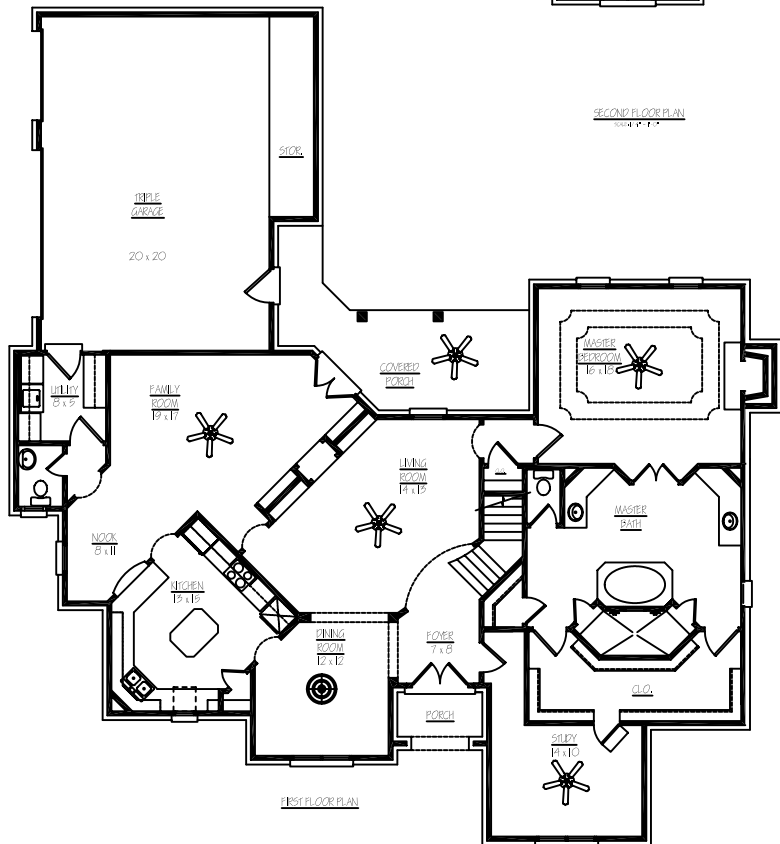 SECOND FLOOR PLAN
STOR.
TRIPLE
GARAGE
20 x 20
MASTER
BEDROOM
16 x 18
COVERED
PORCH
UTILITY
8 x 5
FAMILY
ROOM
19 x 17
LIVING
ROOM
14 x 13
MASTER
BATH
NOOK
8 x 11
KITCHEN
13 x 15
DINING
ROOM
12 x 12
FOYER
7 x 8
CLO.
PORCH
STUDY
14 x 10
FIRST FLOOR PLAN